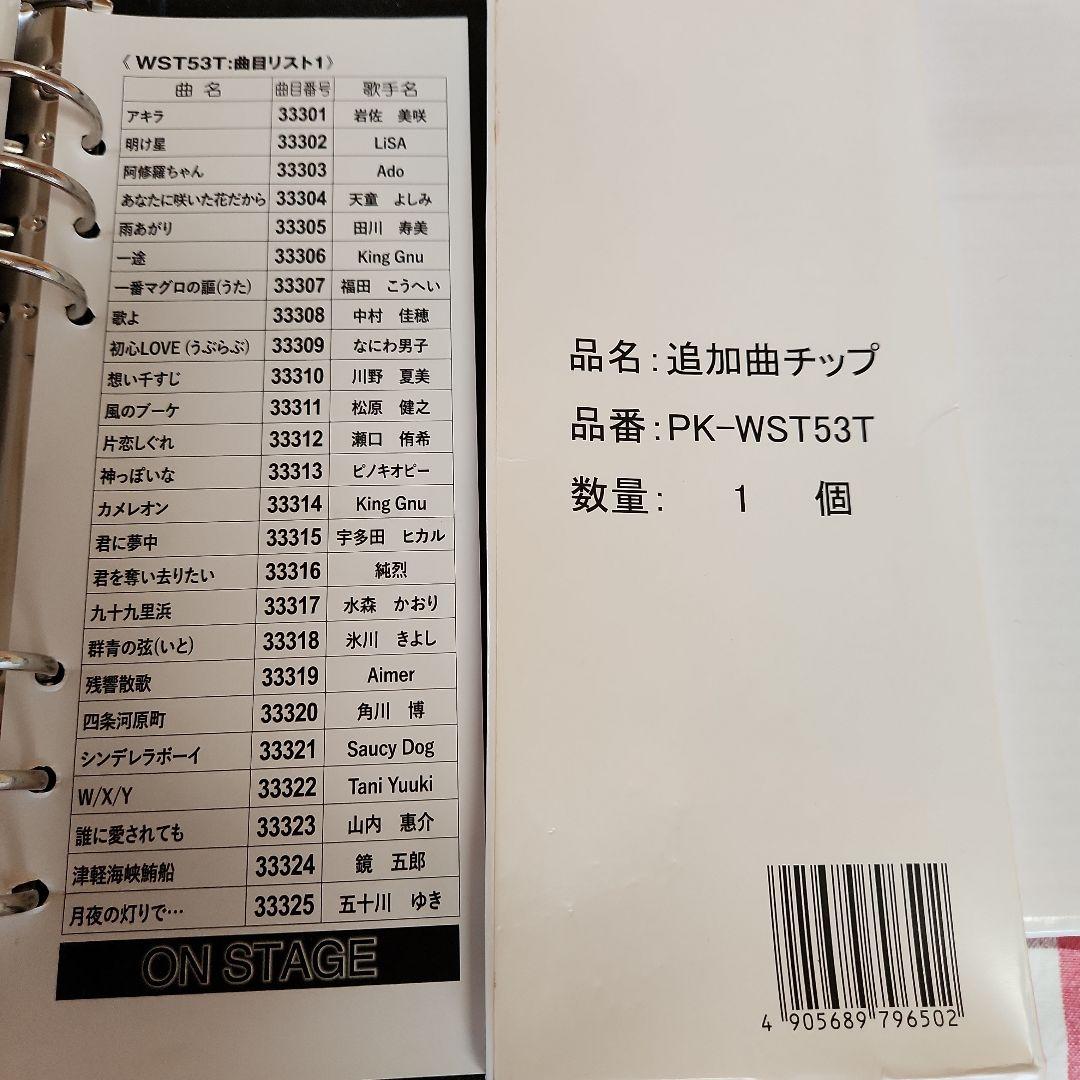 《 WST53T:曲目リスト1 》
曲 名 曲目番号 歌手名
アキラ 33301 岩佐 美咲
明け星 33302 LiSA
阿修羅ちゃん 33303 Ado
あなたに咲いた花だから 33304 天童 よしみ
雨あがり 33305 田川 寿美
一途 33306 King Gnu
一番マグロの謳(うた) 33307 福田 こうへい
歌よ 33308 中村 佳穂
初心LOVE (うぶらぶ) 33309 なにわ男子
想い千すじ 33310 川野 夏美
風のブーケ 33311 松原 健之
片恋しぐれ 33312 瀬口 侑希
神っぽいな 33313 ピノキオピー
カメレオン 33314 King Gnu
君に夢中 33315 宇多田 ヒカル
君を奪い去りたい 33316 純烈
九十九里浜 33317 水森 かおり
群青の弦(いと) 33318 氷川 きよし
残響散歌 33319 Aimer
四条河原町 33320 角川 博
シンデレラボーイ 33321 Saucy Dog
W/X/Y 33322 Tani Yuuki
誰に愛されても 33323 山内 惠介
津軽海峡鮪船 33324 鏡 五郎
月夜の灯りで… 33325 五十川 ゆき
ON STAGE
品名:追加曲チップ
品番:PK-WST53T
数量: 1 個
4 905689 796502